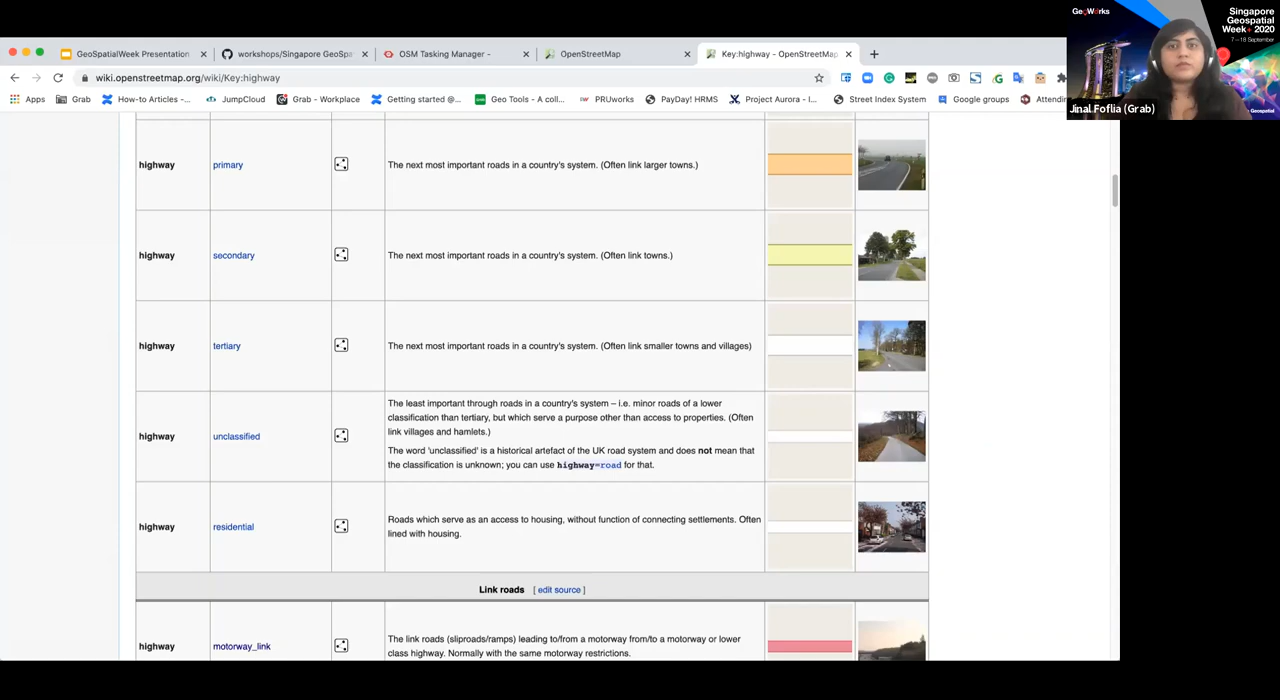 GeoWorks
Singapore
Geospatial
Week+ 2020
7 – 18 September
Jinal Foflia (Grab)
GeoSpatialWeek Presentation
workshops/Singapore GeoSpa
OSM Tasking Manager -
OpenStreetMap
Key:highway - OpenStreetMap
wiki.openstreetmap.org/wiki/Key:highway
Apps
Grab
How-to Articles -...
JumpCloud
Grab - Workplace
Getting started @...
Geo Tools - A coll...
PRUWorks
PayDay! HRMS
Project Aurora - I...
Street Index System
Google groups
Attendin
highway primary The next most important roads in a country's system. (Often link larger towns.)
highway secondary The next most important roads in a country's system. (Often link towns.)
highway tertiary The next most important roads in a country's system. (Often link smaller towns and villages)
highway unclassified
The least important through roads in a country's system – i.e. minor roads of a lower
classification than tertiary, but which serve a purpose other than access to properties. (Often
link villages and hamlets.)
The word 'unclassified' is a historical artefact of the UK road system and does not mean that
the classification is unknown; you can use highway=road for that.
highway residential
Roads which serve as an access to housing, without function of connecting settlements. Often
lined with housing.
Link roads [ edit source ]
highway motorway_link
The link roads (sliproads/ramps) leading to/from a motorway from/to a motorway or lower
class highway. Normally with the same motorway restrictions.